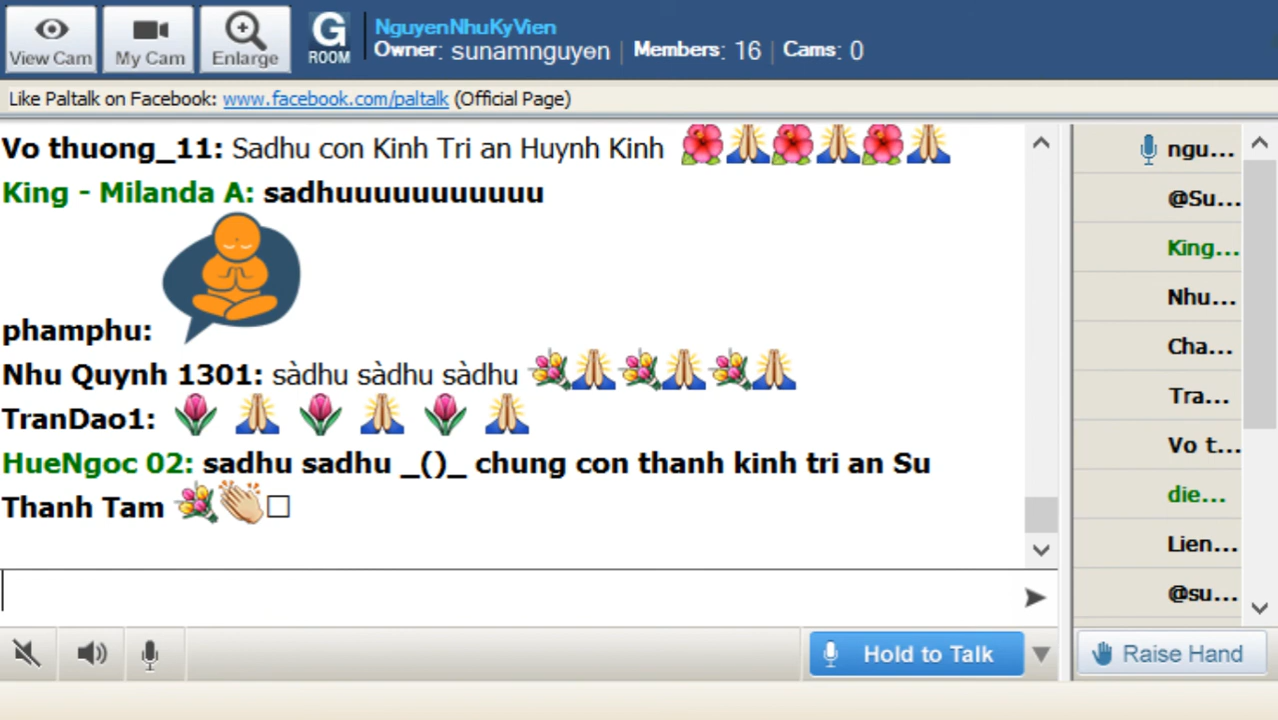 View Cam
My Cam
Enlarge
G
ROOM
NguyenNhuKyVien
Owner: sunamnguyen | Members: 16 | Cams: 0
Like Paltalk on Facebook: www.facebook.com/paltalk (Official Page)
Vo thuong_11: Sadhu con Kinh Tri an Huynh Kinh 🌺🙏🌺🙏🌺🙏
King - Milanda A: sadhuuuuuuuuuuu
phamphu:
Nhu Quynh 1301: sàdhu sàdhu sàdhu 💐🙏💐🙏💐🙏
TranDao1: 🌷 🙏 🌷 🙏 🌷 🙏
HueNgoc 02: sadhu sadhu _()_ chung con thanh kinh tri an Su
Thanh Tam 💐👏□
ngu...
@Su...
King...
Nhu...
Cha...
Tra...
Vo t...
die...
Lien...
@su...
Hold to Talk
Raise Hand